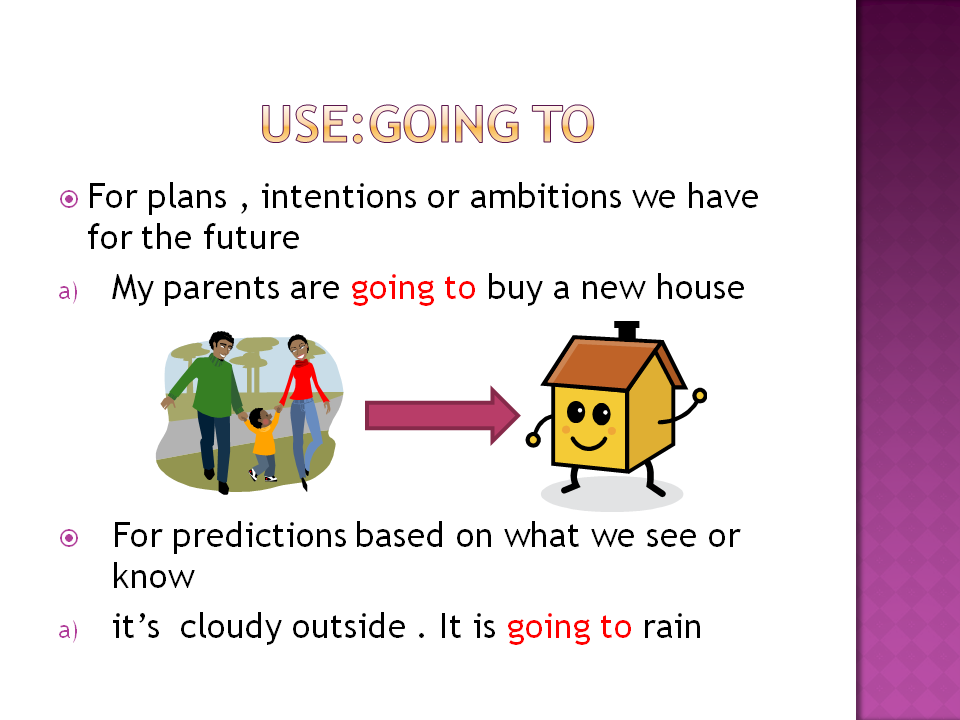 USE:GOING TO
For plans , intentions or ambitions we have
for the future
a) My parents are going to buy a new house
For predictions based on what we see or
know
a) it’s cloudy outside . It is going to rain